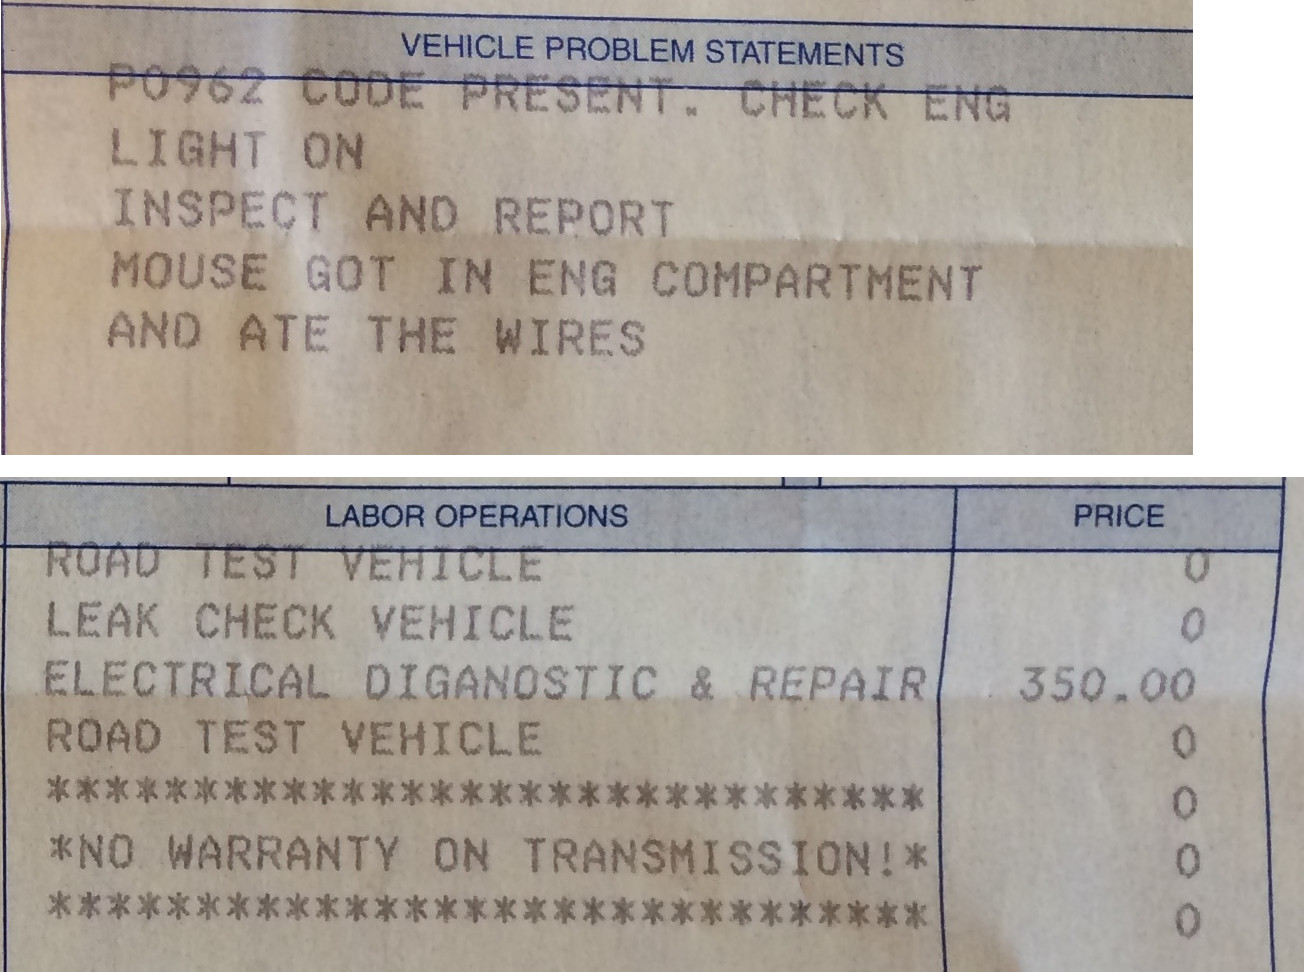 VEHICLE PROBLEM STATEMENTS
P0962 CODE PRESENT. CHECK ENG
LIGHT ON
INSPECT AND REPORT
MOUSE GOT IN ENG COMPARTMENT
AND ATE THE WIRES
LABOR OPERATIONS PRICE
ROAD TEST VEHICLE 0
LEAK CHECK VEHICLE 0
ELECTRICAL DIGANOSTIC & REPAIR 350.00
ROAD TEST VEHICLE 0
****************************** 0
*NO WARRANTY ON TRANSMISSION!* 0
****************************** 0